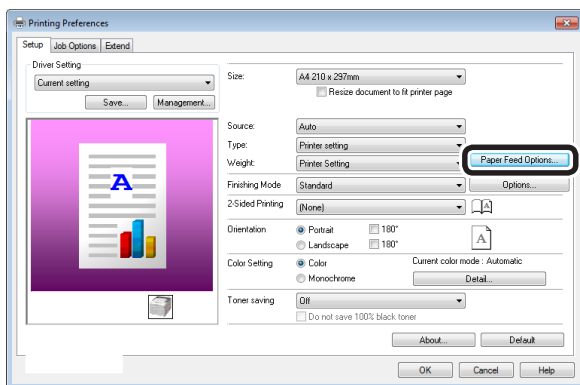 Printing Preferences
Setup Job Options Extend
Driver Setting
Current setting
Save... Management...
Size: A4 210 x 297mm
Resize document to fit printer page
Source: Auto
Type: Printer setting
Weight: Printer Setting
Paper Feed Options...
Finishing Mode Standard Options...
2-Sided Printing (None)
A
Orientation Portrait 180°
Landscape 180°
A
A
Color Setting Color Current color mode : Automatic
Monochrome Detail...
Toner saving Off
Do not save 100% black toner
About... Default
OK Cancel Help